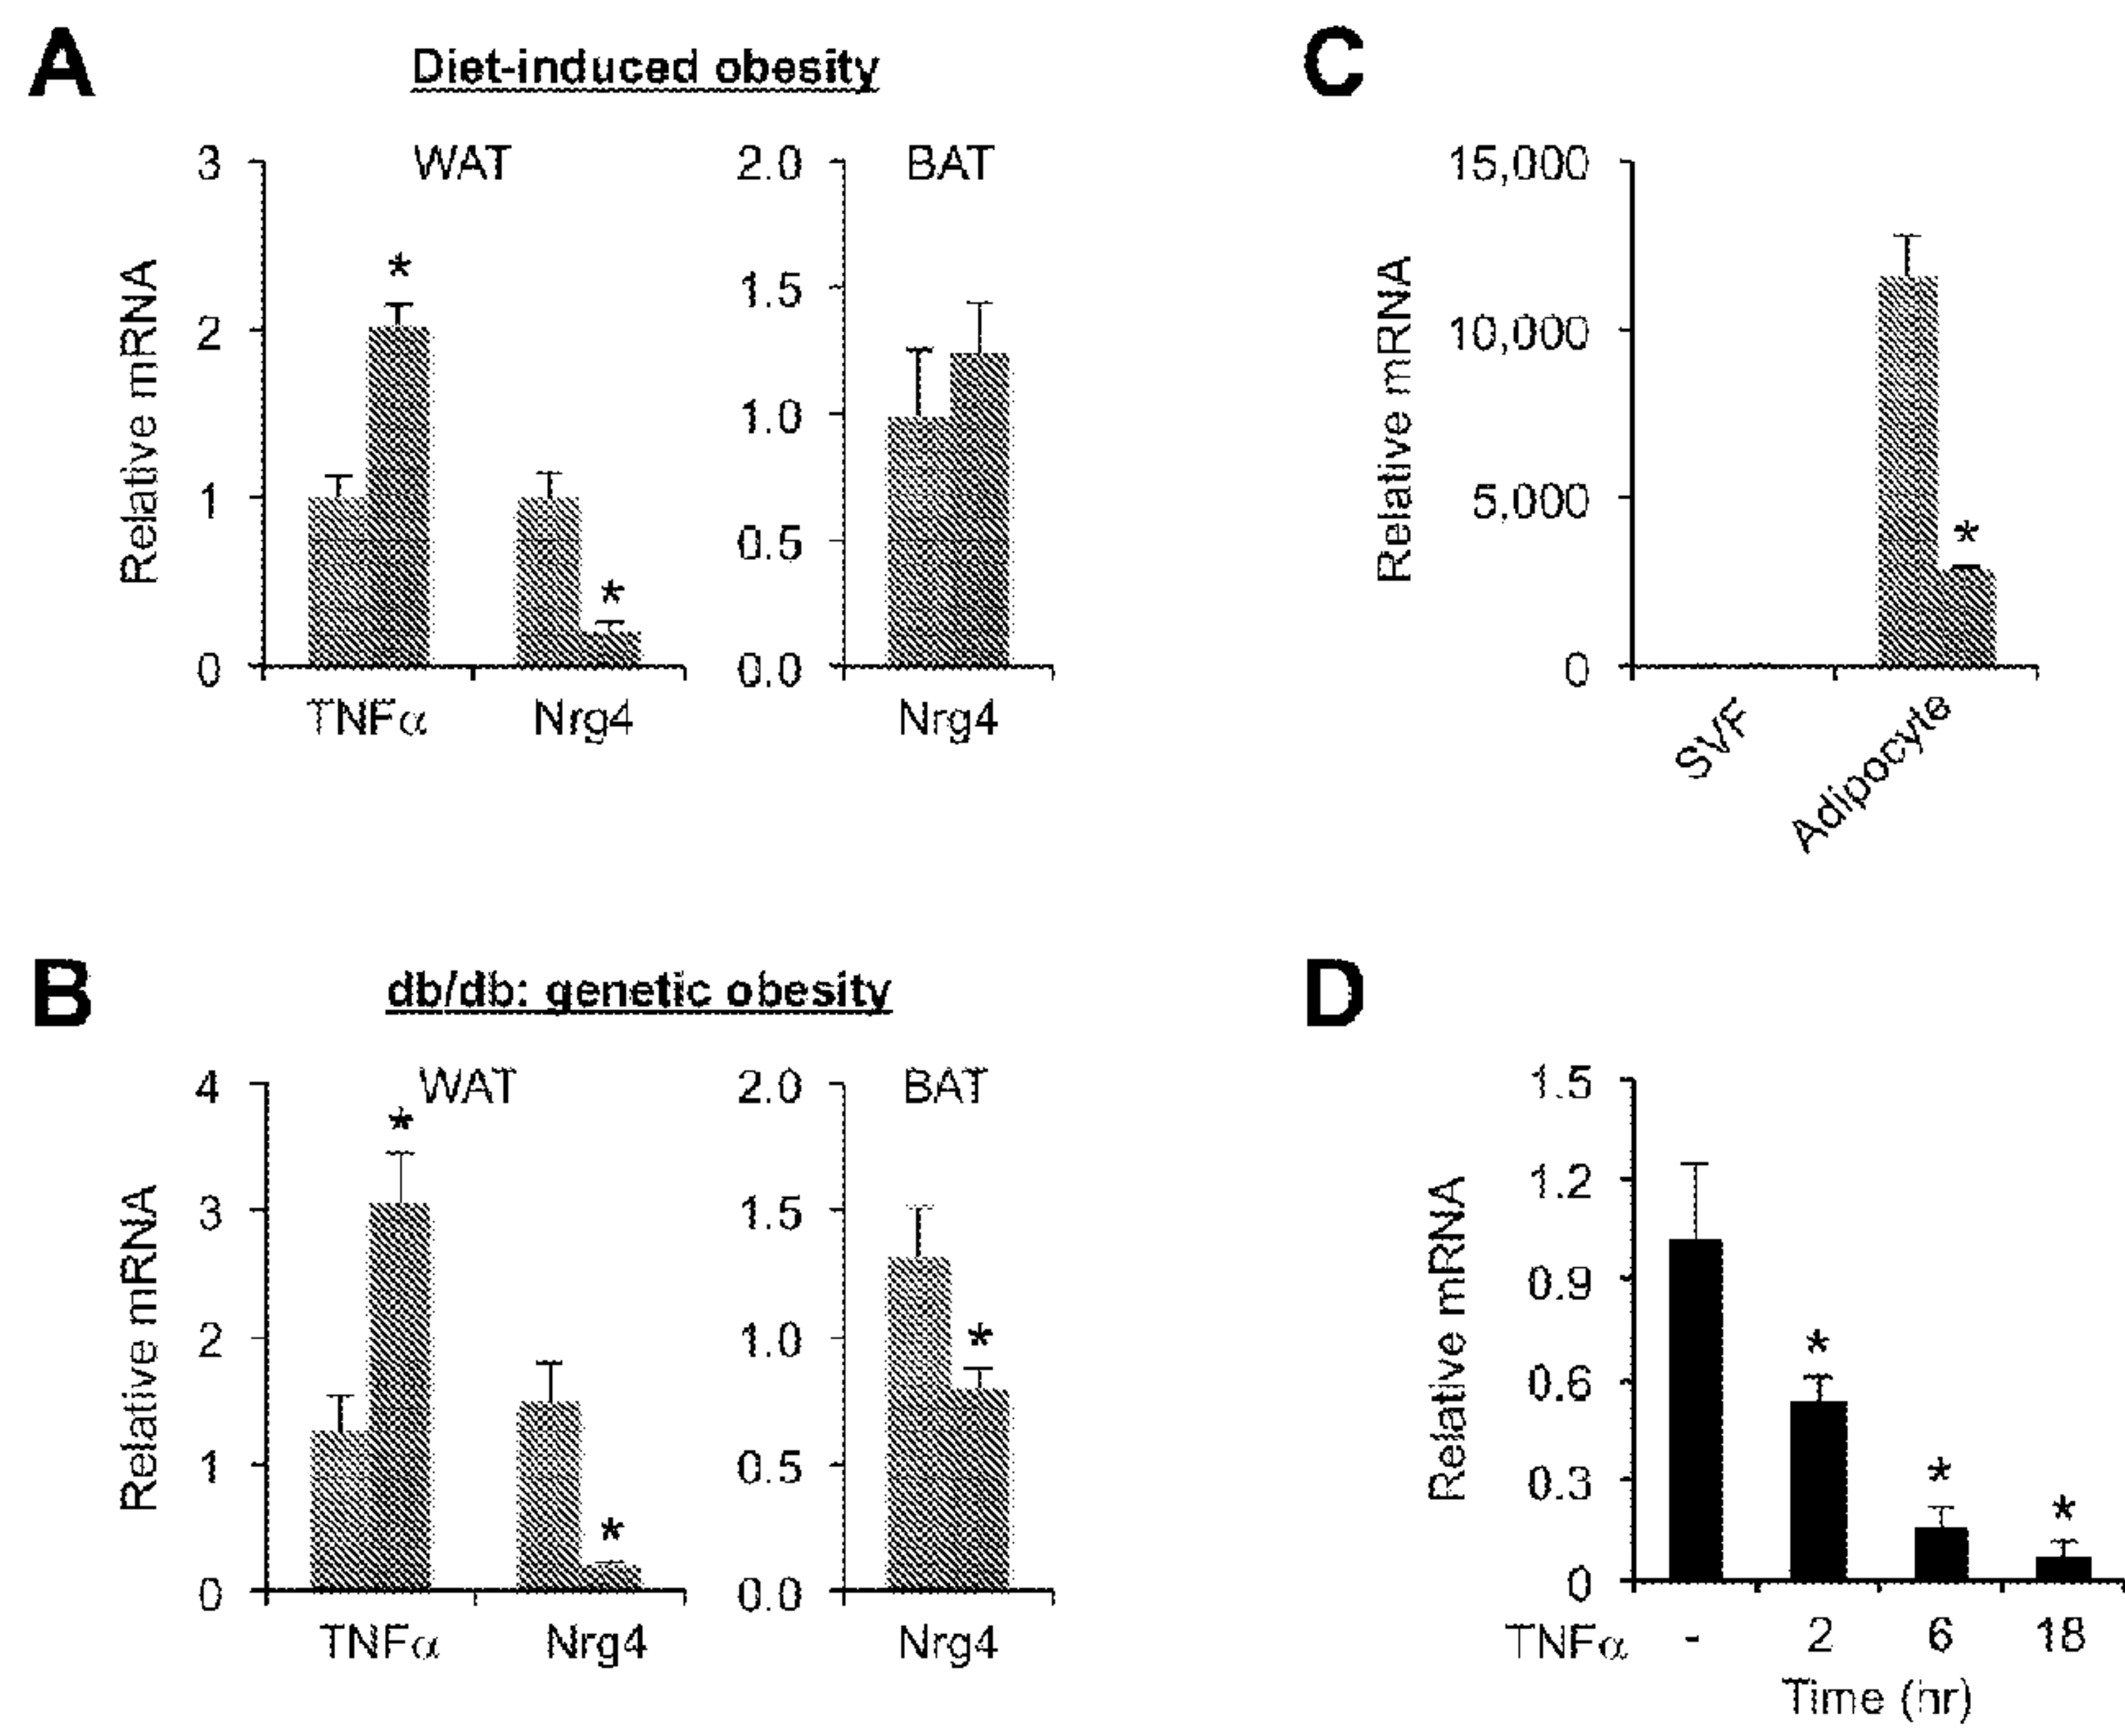 A
Diet-induced obesity
WAT
BAT
Relative mRNA
3
2
1
0
*
*
TNFα
Nrg4
2.0
1.5
1.0
0.5
0.0
Nrg4
C
Relative mRNA
15,000
10,000
5,000
0
*
SVF
Adipocyte
B
db/db: genetic obesity
WAT
BAT
Relative mRNA
4
3
2
1
0
*
*
TNFα
Nrg4
2.0
1.5
1.0
0.5
0.0
*
Nrg4
D
Relative mRNA
1.5
1.2
0.9
0.6
0.3
0
*
*
*
TNFα - 2 6 18
Time (hr)